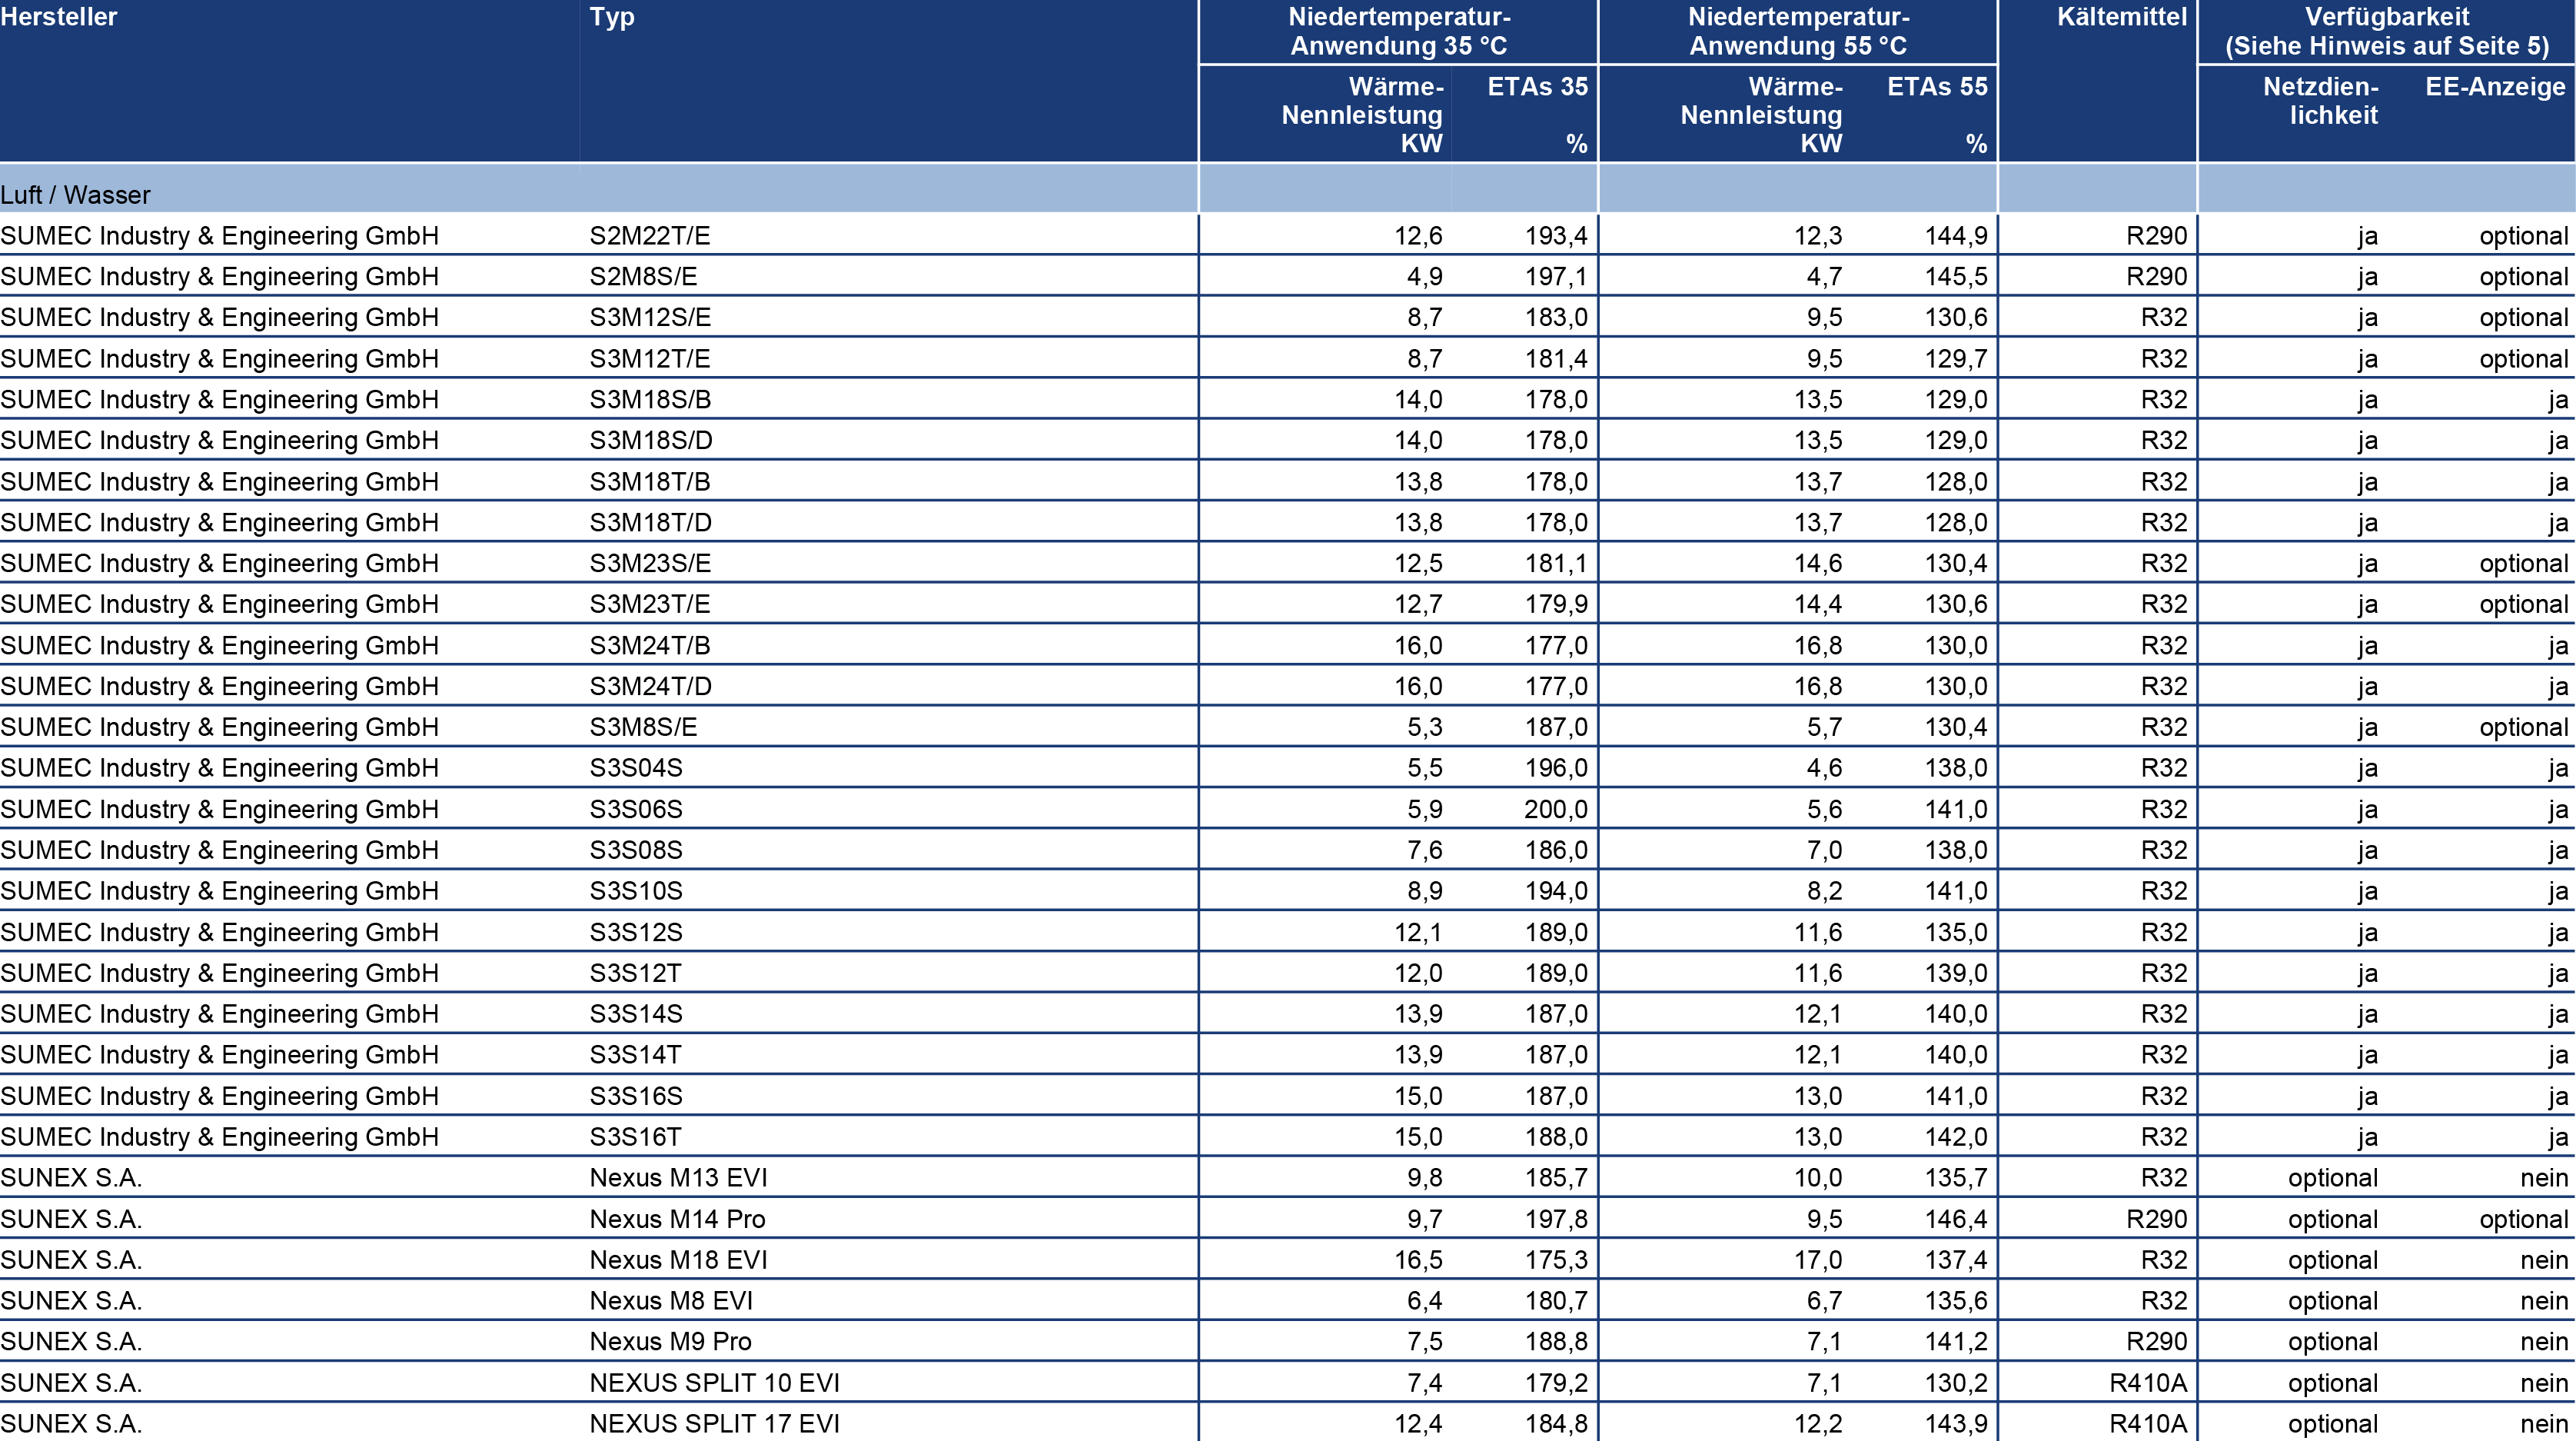 Hersteller Typ Niedertemperatur- Niedertemperatur- Kältemittel Verfügbarkeit
Anwendung 35 °C Anwendung 55 °C (Siehe Hinweis auf Seite 5)
Wärme- ETAs 35 Wärme- ETAs 55 Netzdien- EE-Anzeige
Nennleistung Nennleistung lichkeit
KW % KW %
Luft / Wasser
SUMEC Industry & Engineering GmbH S2M22T/E 12,6 193,4 12,3 144,9 R290 ja optional
SUMEC Industry & Engineering GmbH S2M8S/E 4,9 197,1 4,7 145,5 R290 ja optional
SUMEC Industry & Engineering GmbH S3M12S/E 8,7 183,0 9,5 130,6 R32 ja optional
SUMEC Industry & Engineering GmbH S3M12T/E 8,7 181,4 9,5 129,7 R32 ja optional
SUMEC Industry & Engineering GmbH S3M18S/B 14,0 178,0 13,5 129,0 R32 ja ja
SUMEC Industry & Engineering GmbH S3M18S/D 14,0 178,0 13,5 129,0 R32 ja ja
SUMEC Industry & Engineering GmbH S3M18T/B 13,8 178,0 13,7 128,0 R32 ja ja
SUMEC Industry & Engineering GmbH S3M18T/D 13,8 178,0 13,7 128,0 R32 ja ja
SUMEC Industry & Engineering GmbH S3M23S/E 12,5 181,1 14,6 130,4 R32 ja optional
SUMEC Industry & Engineering GmbH S3M23T/E 12,7 179,9 14,4 130,6 R32 ja optional
SUMEC Industry & Engineering GmbH S3M24T/B 16,0 177,0 16,8 130,0 R32 ja ja
SUMEC Industry & Engineering GmbH S3M24T/D 16,0 177,0 16,8 130,0 R32 ja ja
SUMEC Industry & Engineering GmbH S3M8S/E 5,3 187,0 5,7 130,4 R32 ja optional
SUMEC Industry & Engineering GmbH S3S04S 5,5 196,0 4,6 138,0 R32 ja ja
SUMEC Industry & Engineering GmbH S3S06S 5,9 200,0 5,6 141,0 R32 ja ja
SUMEC Industry & Engineering GmbH S3S08S 7,6 186,0 7,0 138,0 R32 ja ja
SUMEC Industry & Engineering GmbH S3S10S 8,9 194,0 8,2 141,0 R32 ja ja
SUMEC Industry & Engineering GmbH S3S12S 12,1 189,0 11,6 135,0 R32 ja ja
SUMEC Industry & Engineering GmbH S3S12T 12,0 189,0 11,6 139,0 R32 ja ja
SUMEC Industry & Engineering GmbH S3S14S 13,9 187,0 12,1 140,0 R32 ja ja
SUMEC Industry & Engineering GmbH S3S14T 13,9 187,0 12,1 140,0 R32 ja ja
SUMEC Industry & Engineering GmbH S3S16S 15,0 187,0 13,0 141,0 R32 ja ja
SUMEC Industry & Engineering GmbH S3S16T 15,0 188,0 13,0 142,0 R32 ja ja
SUNEX S.A. Nexus M13 EVI 9,8 185,7 10,0 135,7 R32 optional nein
SUNEX S.A. Nexus M14 Pro 9,7 197,8 9,5 146,4 R290 optional optional
SUNEX S.A. Nexus M18 EVI 16,5 175,3 17,0 137,4 R32 optional nein
SUNEX S.A. Nexus M8 EVI 6,4 180,7 6,7 135,6 R32 optional nein
SUNEX S.A. Nexus M9 Pro 7,5 188,8 7,1 141,2 R290 optional nein
SUNEX S.A. NEXUS SPLIT 10 EVI 7,4 179,2 7,1 130,2 R410A optional nein
SUNEX S.A. NEXUS SPLIT 17 EVI 12,4 184,8 12,2 143,9 R410A optional nein